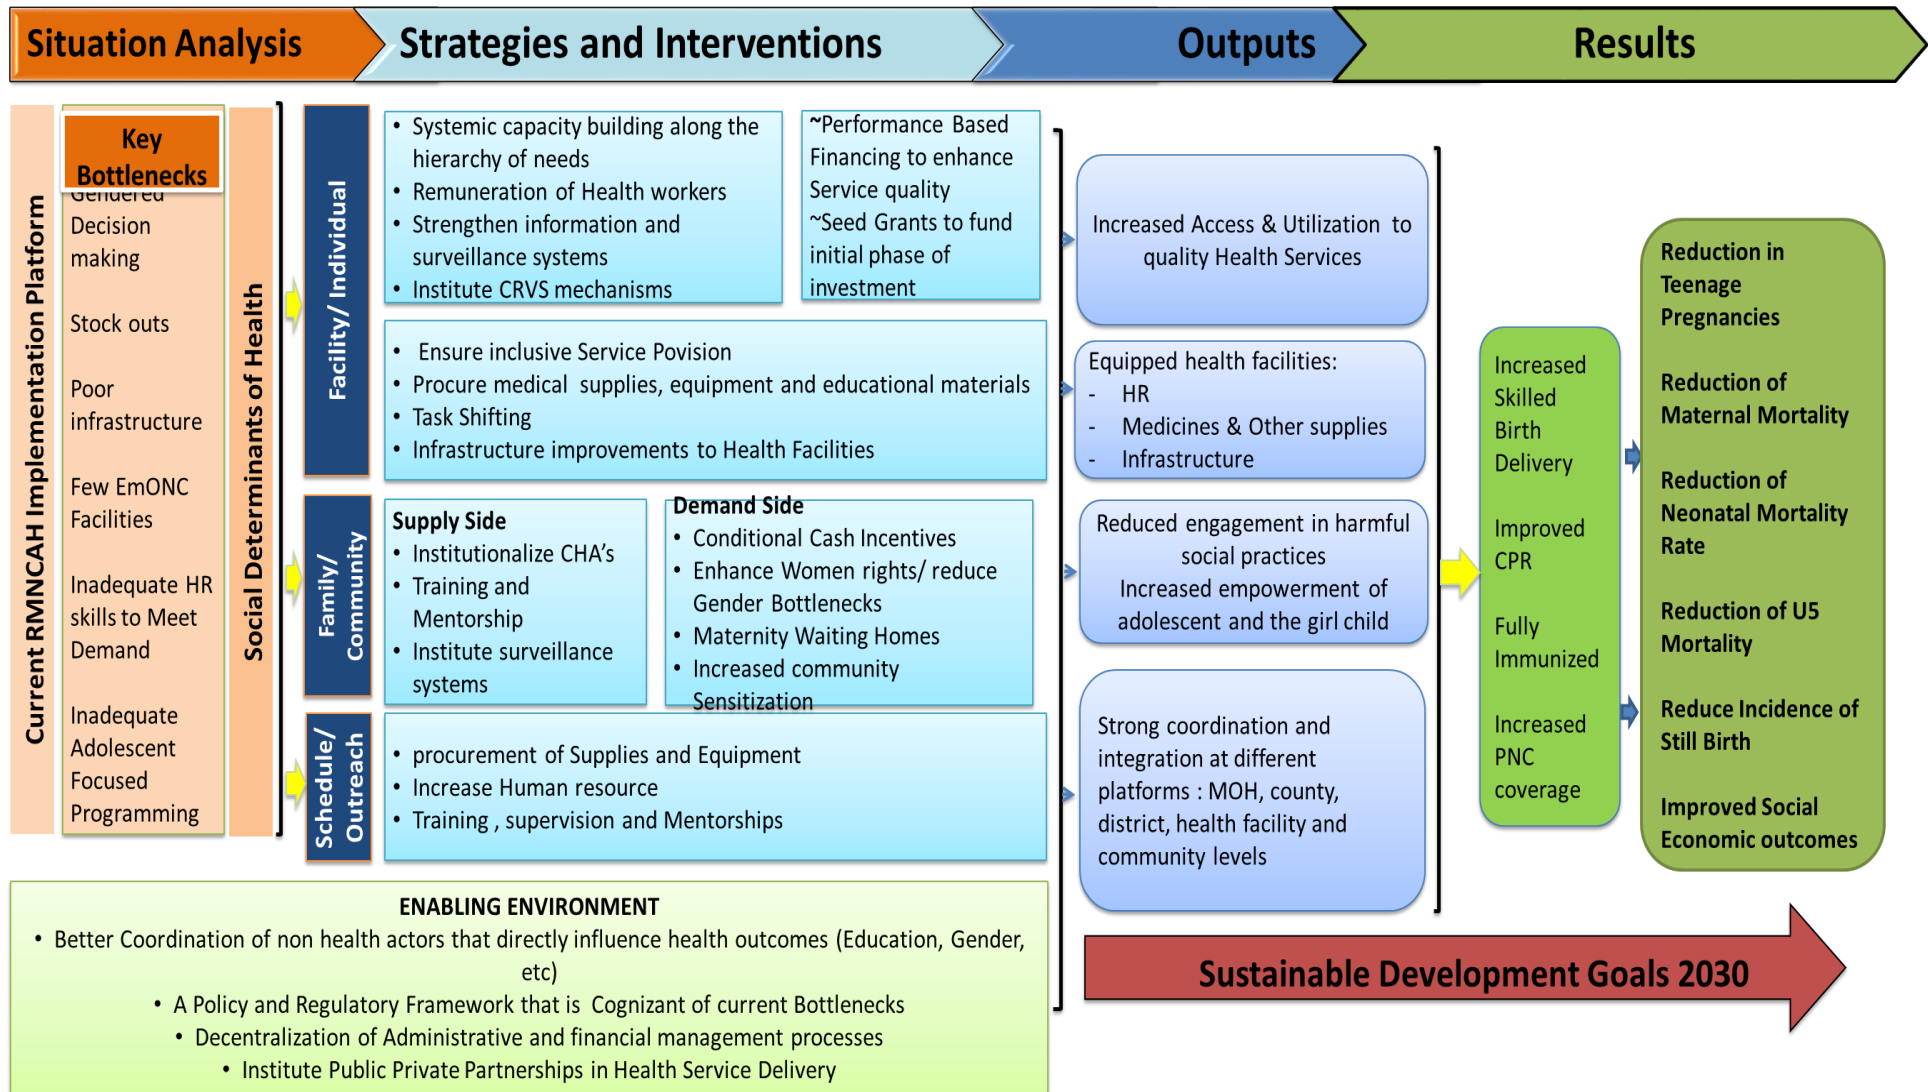 Situation Analysis
Strategies and Interventions
Outputs
Results
Current RMNCAH Implementation Platform
Key
Bottlenecks
Gendered
Decision
making
Stock outs
Poor
infrastructure
Few EmONC
Facilities
Inadequate HR
skills to Meet
Demand
Inadequate
Adolescent
Focused
Programming
Social Determinants of Health
Facility/ Individual
• Systemic capacity building along the
hierarchy of needs
• Remuneration of Health workers
• Strengthen information and
surveillance systems
• Institute CRVS mechanisms
~Performance Based
Financing to enhance
Service quality
~Seed Grants to fund
initial phase of
investment
• Ensure inclusive Service Povision
• Procure medical supplies, equipment and educational materials
• Task Shifting
• Infrastructure improvements to Health Facilities
Family/
Community
Supply Side
• Institutionalize CHA's
• Training and
Mentorship
• Institute surveillance
systems
Demand Side
• Conditional Cash Incentives
• Enhance Women rights/ reduce
Gender Bottlenecks
• Maternity Waiting Homes
• Increased community
Sensitization
Schedule/
Outreach
• procurement of Supplies and Equipment
• Increase Human resource
• Training , supervision and Mentorships
ENABLING ENVIRONMENT
• Better Coordination of non health actors that directly influence health outcomes (Education, Gender,
etc)
• A Policy and Regulatory Framework that is Cognizant of current Bottlenecks
• Decentralization of Administrative and financial management processes
• Institute Public Private Partnerships in Health Service Delivery
Increased Access & Utilization to
quality Health Services
Equipped health facilities:
- HR
- Medicines & Other supplies
- Infrastructure
Reduced engagement in harmful
social practices
Increased empowerment of
adolescent and the girl child
Strong coordination and
integration at different
platforms : MOH, county,
district, health facility and
community levels
Increased
Skilled
Birth
Delivery
Improved
CPR
Fully
Immunized
Increased
PNC
coverage
Reduction in
Teenage
Pregnancies
Reduction of
Maternal Mortality
Reduction of
Neonatal Mortality
Rate
Reduction of U5
Mortality
Reduce Incidence of
Still Birth
Improved Social
Economic outcomes
Sustainable Development Goals 2030